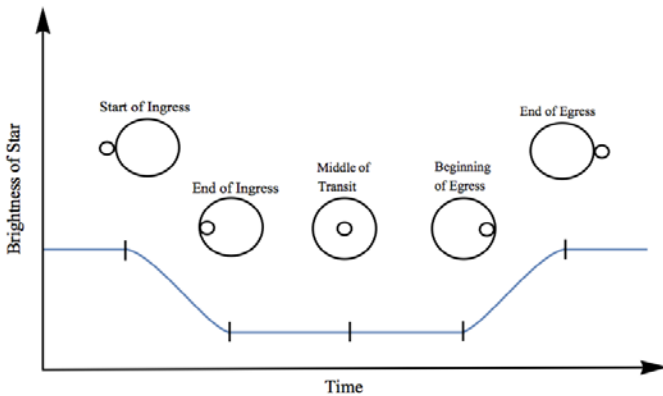 Start of Ingress
End of Egress
Middle of
Transit
Beginning
of Egress
End of Ingress
Brightness of Star
Time